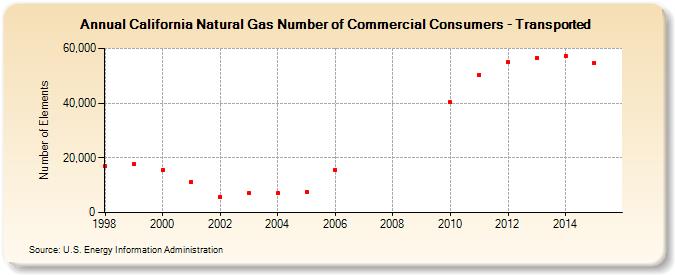 Annual California Natural Gas Number of Commercial Consumers - Transported
Number of Elements
60,000
40,000
20,000
0
1998 2000 2002 2004 2006 2008 2010 2012 2014
Source: U.S. Energy Information Administration